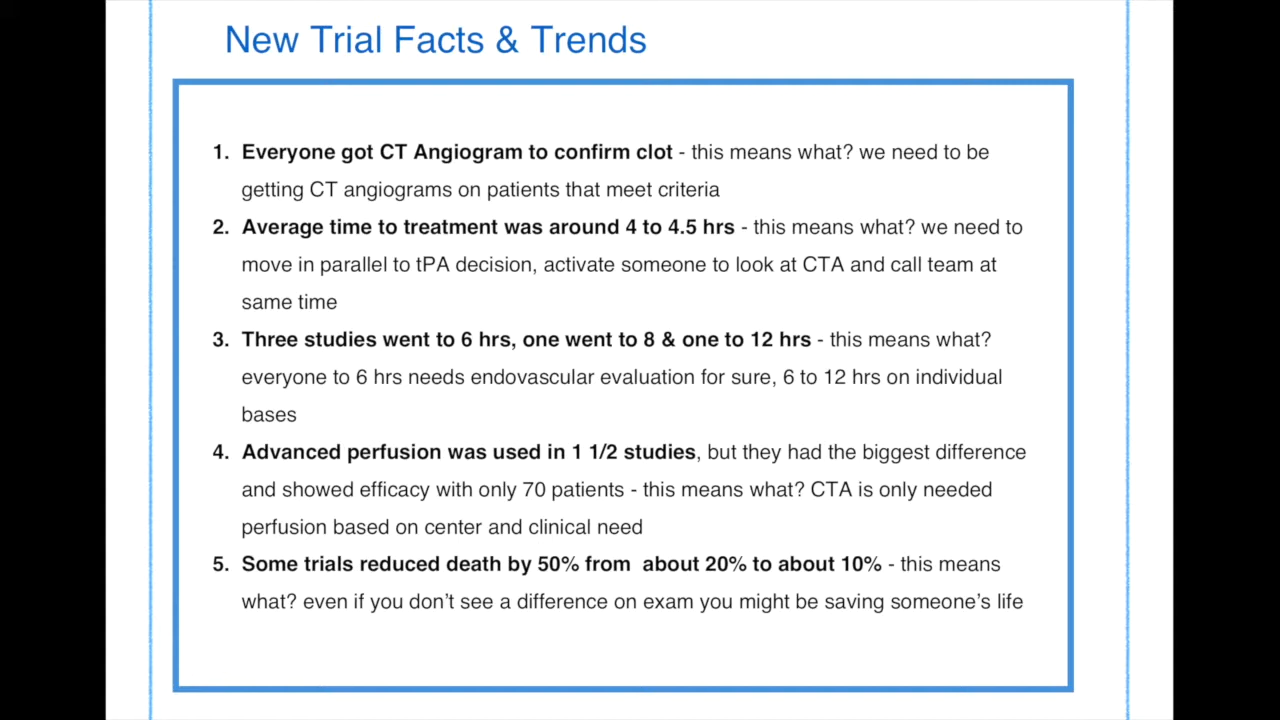 New Trial Facts & Trends
1. Everyone got CT Angiogram to confirm clot - this means what? we need to be
getting CT angiograms on patients that meet criteria
2. Average time to treatment was around 4 to 4.5 hrs - this means what? we need to
move in parallel to tPA decision, activate someone to look at CTA and call team at
same time
3. Three studies went to 6 hrs, one went to 8 & one to 12 hrs - this means what?
everyone to 6 hrs needs endovascular evaluation for sure, 6 to 12 hrs on individual
bases
4. Advanced perfusion was used in 1 1/2 studies, but they had the biggest difference
and showed efficacy with only 70 patients - this means what? CTA is only needed
perfusion based on center and clinical need
5. Some trials reduced death by 50% from  about 20% to about 10% - this means
what? even if you don’t see a difference on exam you might be saving someone’s life